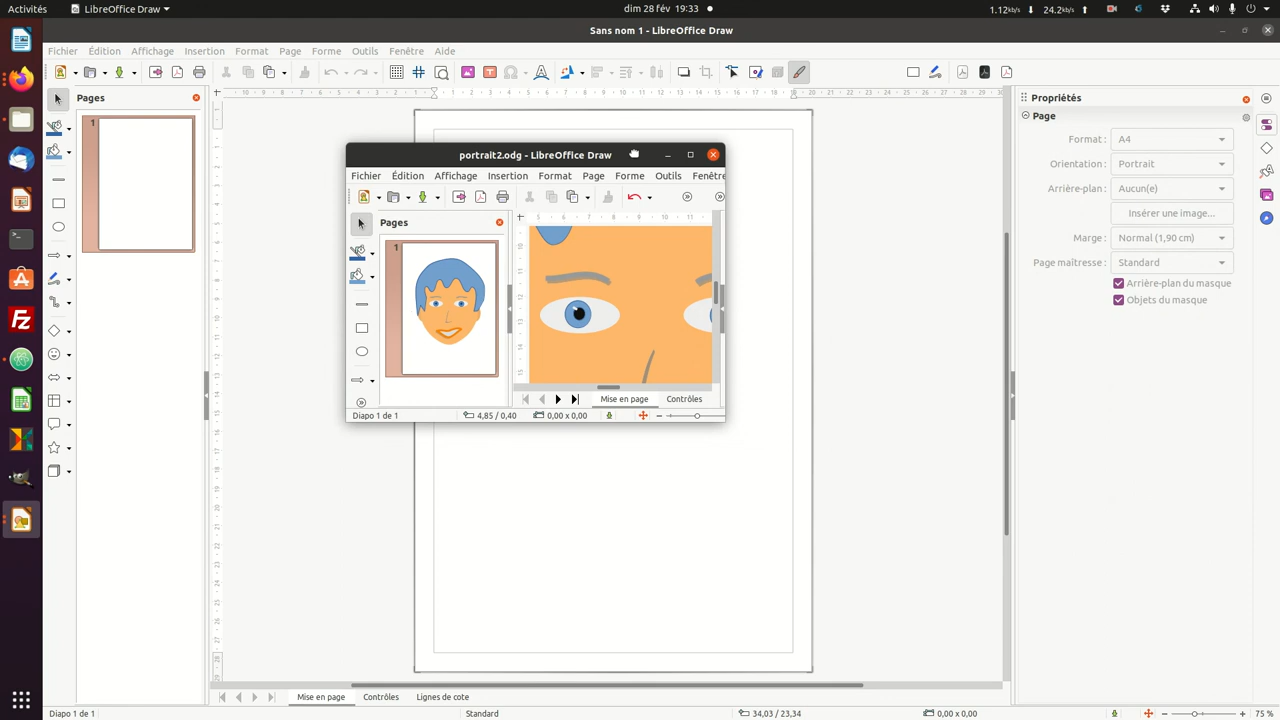 Activités LibreOffice Draw dim 28 fév 19:33 1.12kb/s 24.2kb/s
Sans nom 1 - LibreOffice Draw
Fichier Édition Affichage Insertion Format Page Forme Outils Fenêtre Aide
Pages
1
Propriétés
Page
Format : A4
Orientation : Portrait
Arrière-plan : Aucun(e)
Insérer une image...
Marge : Normal (1,90 cm)
Page maîtresse : Standard
Arrière-plan du masque
Objets du masque
portrait2.odg - LibreOffice Draw
Fichier Édition Affichage Insertion Format Page Forme Outils Fenêtre
Pages
1
Mise en page Contrôles
Diapo 1 de 1 4,85 / 0,40 0,00 x 0,00
Mise en page Contrôles Lignes de cote
Diapo 1 de 1 Standard 34,03 / 23,34 0,00 x 0,00 75 %